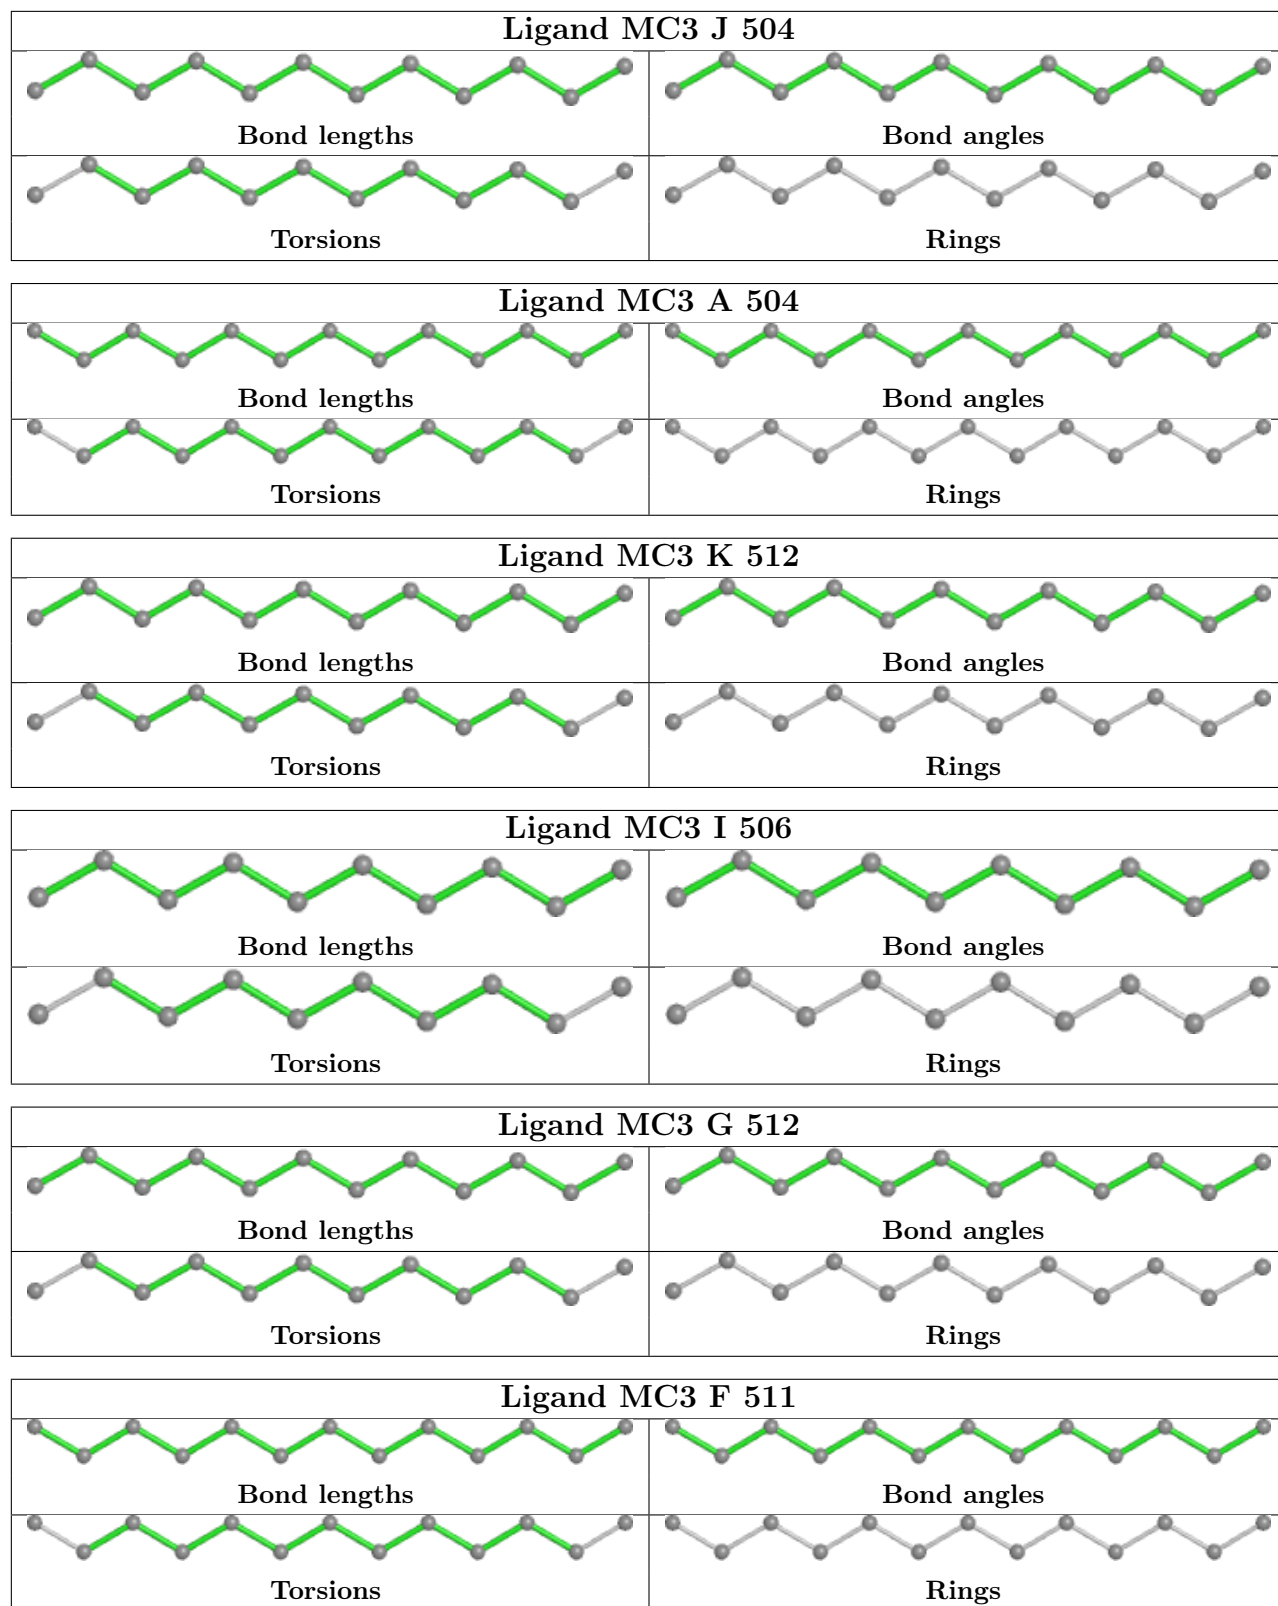 Ligand MC3 J 504
Bond lengths Bond angles
Torsions Rings
Ligand MC3 A 504
Bond lengths Bond angles
Torsions Rings
Ligand MC3 K 512
Bond lengths Bond angles
Torsions Rings
Ligand MC3 I 506
Bond lengths Bond angles
Torsions Rings
Ligand MC3 G 512
Bond lengths Bond angles
Torsions Rings
Ligand MC3 F 511
Bond lengths Bond angles
Torsions Rings